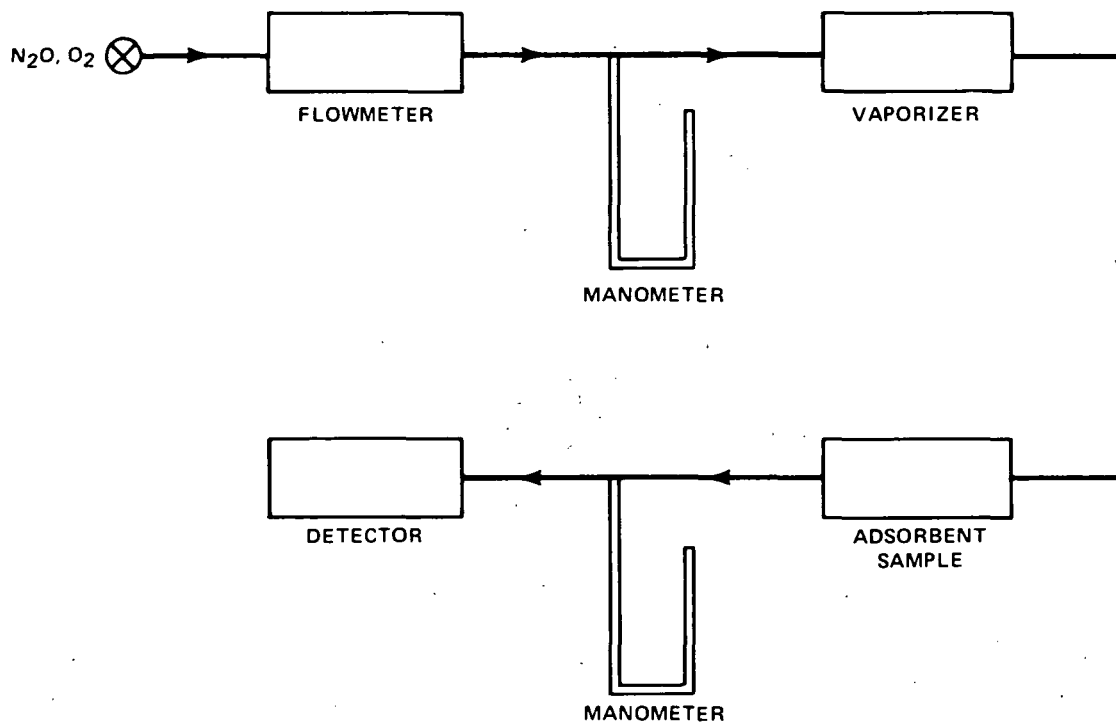 N2O, O2
FLOWMETER
VAPORIZER
MANOMETER
DETECTOR
ADSORBENT
SAMPLE
MANOMETER